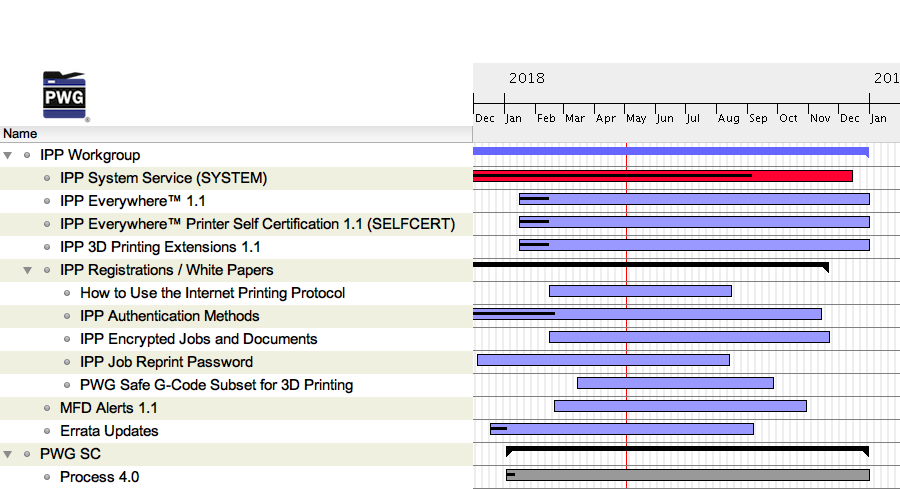 2018
201
PWG
®
Dec Jan Feb Mar Apr May Jun Jul Aug Sep Oct Nov Dec Jan
Name
IPP Workgroup
IPP System Service (SYSTEM)
IPP Everywhere™ 1.1
IPP Everywhere™ Printer Self Certification 1.1 (SELFCERT)
IPP 3D Printing Extensions 1.1
IPP Registrations / White Papers
How to Use the Internet Printing Protocol
IPP Authentication Methods
IPP Encrypted Jobs and Documents
IPP Job Reprint Password
PWG Safe G-Code Subset for 3D Printing
MFD Alerts 1.1
Errata Updates
PWG SC
Process 4.0